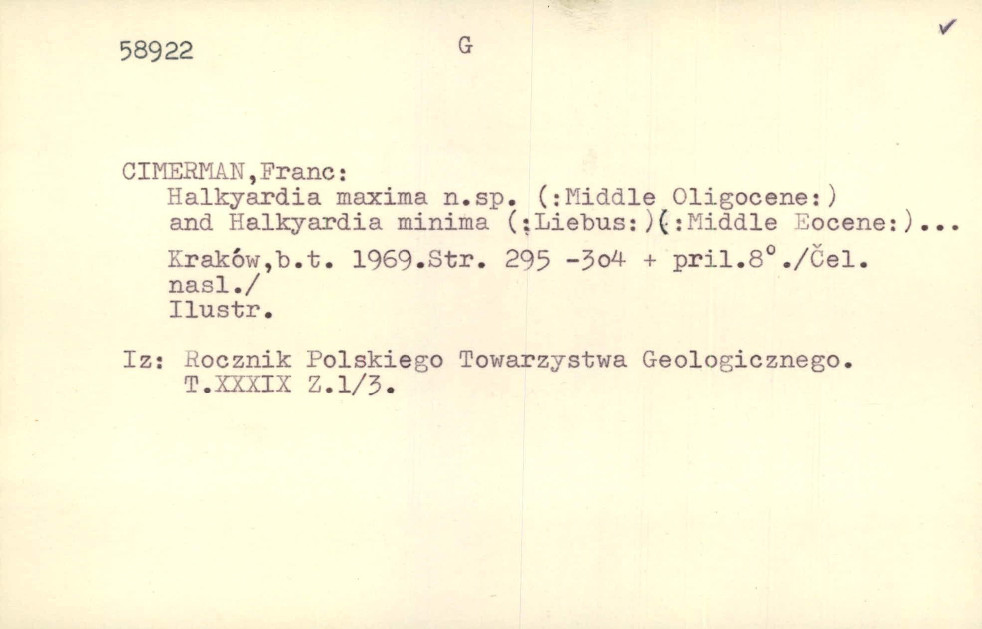 58922 G
CIMERMAN,Franc:
Halkyardia maxima n.sp. (:Middle Oligocene:)
and Halkyardia minima (:Liebus:)(:Middle Eocene:)...
Kraków,b.t. 1969.Str. 295 -3o4 + pril.8°./Čel.
nasl./
Ilustr.
Iz: Rocznik Polskiego Towarzystwa Geologicznego.
T.XXXIX Z.1/3.